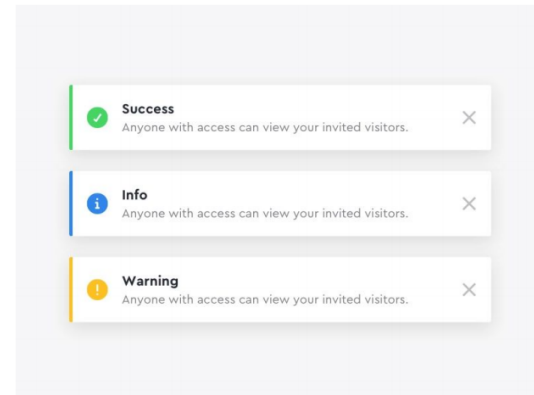 Success
Anyone with access can view your invited visitors.
Info
Anyone with access can view your invited visitors.
Warning
Anyone with access can view your invited visitors.